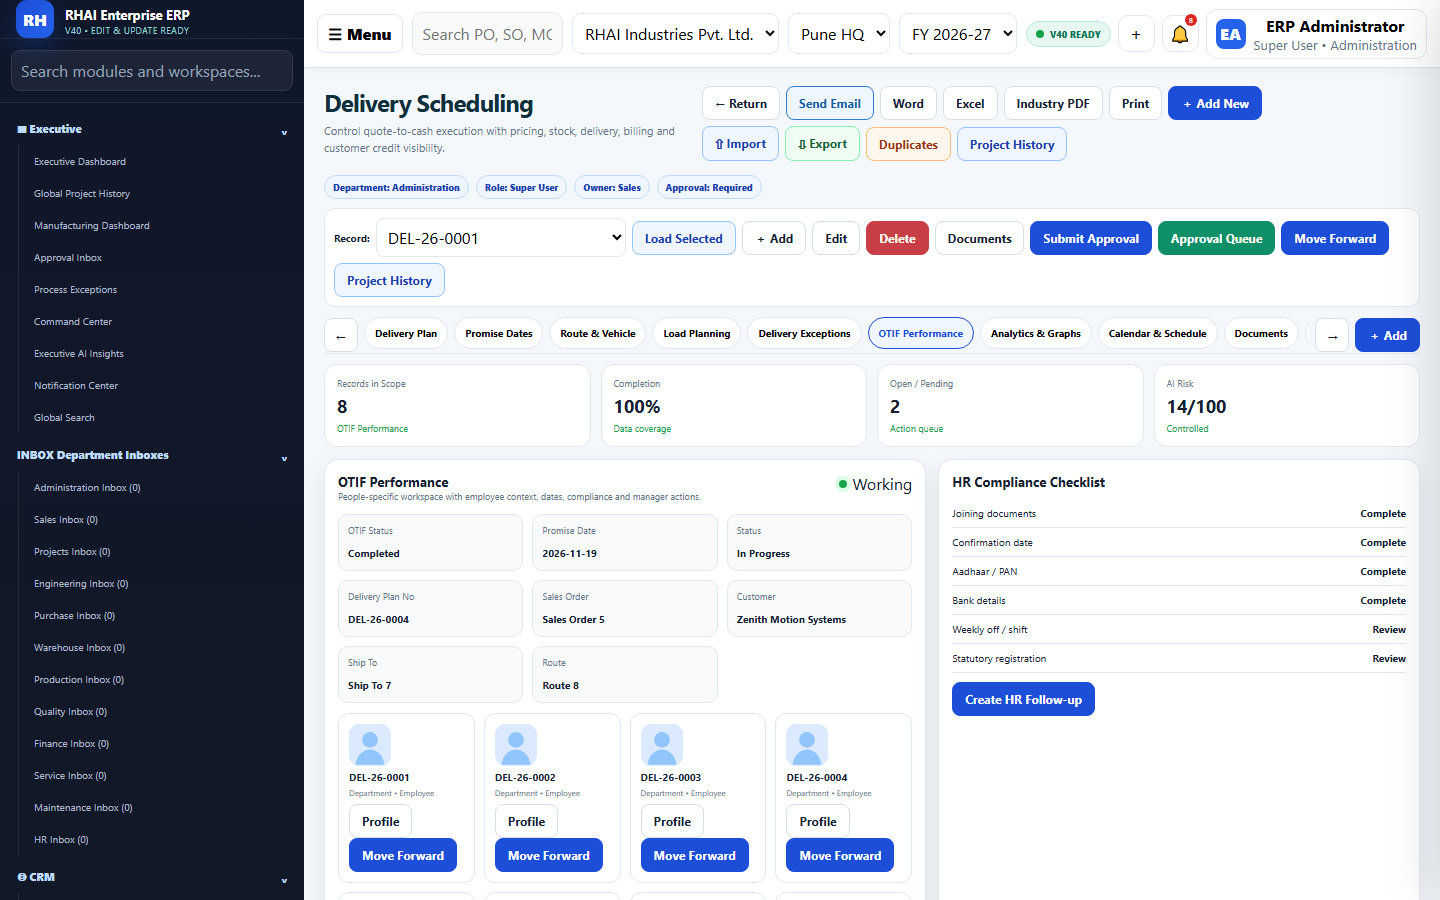 RH
RHAI Enterprise ERP
V40 • EDIT & UPDATE READY
Search modules and workspaces...
Executive
Executive Dashboard
Global Project History
Manufacturing Dashboard
Approval Inbox
Process Exceptions
Command Center
Executive AI Insights
Notification Center
Global Search
INBOX Department Inboxes
Administration Inbox (0)
Sales Inbox (0)
Projects Inbox (0)
Engineering Inbox (0)
Purchase Inbox (0)
Warehouse Inbox (0)
Production Inbox (0)
Quality Inbox (0)
Finance Inbox (0)
Service Inbox (0)
Maintenance Inbox (0)
HR Inbox (0)
CRM
☰ Menu
Search PO, SO, MO
RHAI Industries Pvt. Ltd.
Pune HQ
FY 2026-27
V40 READY
+
8
EA
ERP Administrator
Super User • Administration
Delivery Scheduling
Control quote-to-cash execution with pricing, stock, delivery, billing and
customer credit visibility.
← Return
Send Email
Word
Excel
Industry PDF
Print
+ Add New
⇧ Import
⇩ Export
Duplicates
Project History
Department: Administration
Role: Super User
Owner: Sales
Approval: Required
Record:
DEL-26-0001
Load Selected
+ Add
Edit
Delete
Documents
Submit Approval
Approval Queue
Move Forward
Project History
←
Delivery Plan
Promise Dates
Route & Vehicle
Load Planning
Delivery Exceptions
OTIF Performance
Analytics & Graphs
Calendar & Schedule
Documents
→
+ Add
Records in Scope
8
OTIF Performance
Completion
100%
Data coverage
Open / Pending
2
Action queue
AI Risk
14/100
Controlled
OTIF Performance
People-specific workspace with employee context, dates, compliance and manager actions.
Working
OTIF Status
Completed
Promise Date
2026-11-19
Status
In Progress
Delivery Plan No
DEL-26-0004
Sales Order
Sales Order 5
Customer
Zenith Motion Systems
Ship To
Ship To 7
Route
Route 8
DEL-26-0001
Department • Employee
Profile
Move Forward
DEL-26-0002
Department • Employee
Profile
Move Forward
DEL-26-0003
Department • Employee
Profile
Move Forward
DEL-26-0004
Department • Employee
Profile
Move Forward
HR Compliance Checklist
Joining documents Complete
Confirmation date Complete
Aadhaar / PAN Complete
Bank details Complete
Weekly off / shift Review
Statutory registration Review
Create HR Follow-up